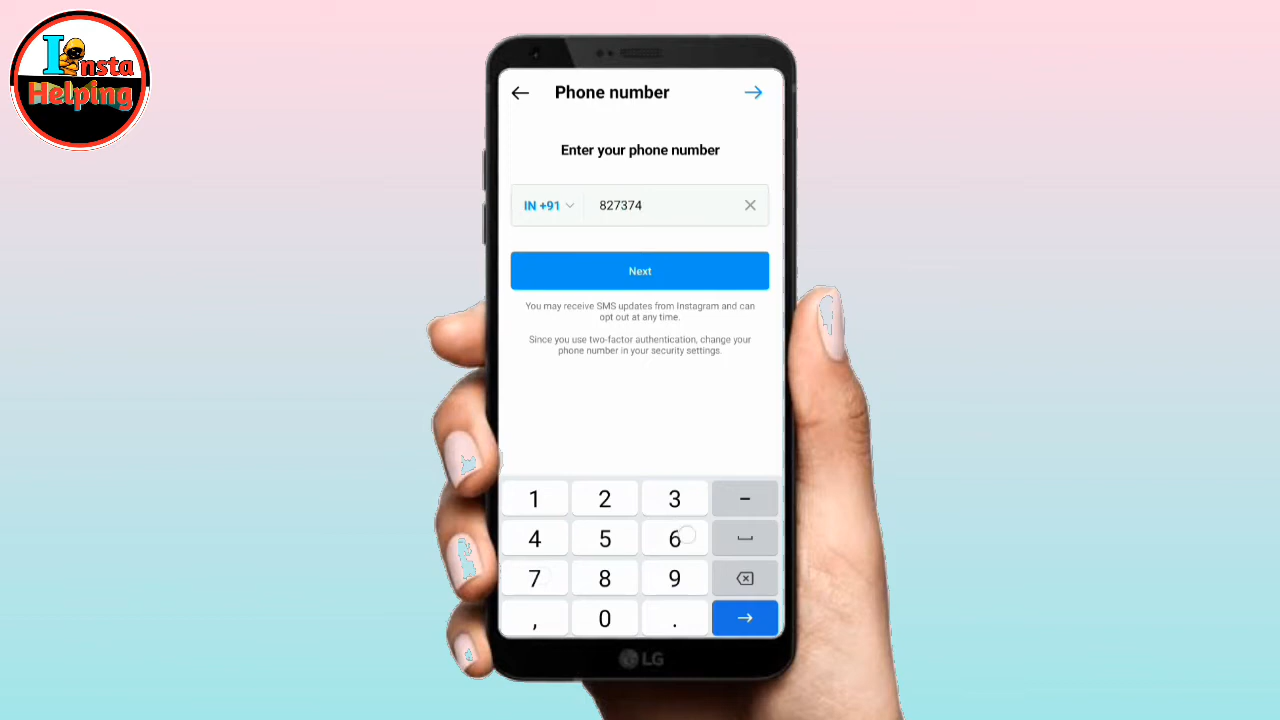 Insta
Helping
Phone number
Enter your phone number
IN +91
827374
Next
You may receive SMS updates from Instagram and can
opt out at any time.
Since you use two-factor authentication, change your
phone number in your security settings.
1 2 3 –
4 5 6
7 8 9
, 0 .
LG